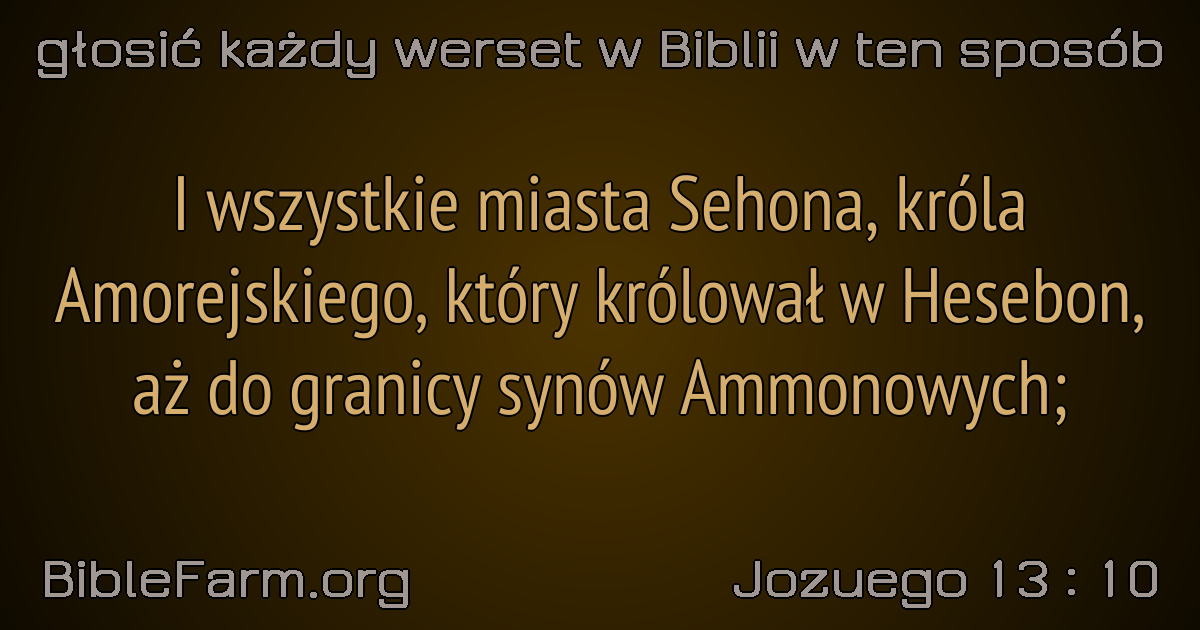 głosić każdy werset w Biblii w ten sposób
I wszystkie miasta Sehona, króla
Amorejskiego, który królował w Hesebon,
aż do granicy synów Ammonowych;
BibleFarm.org
Jozuego 13 : 10